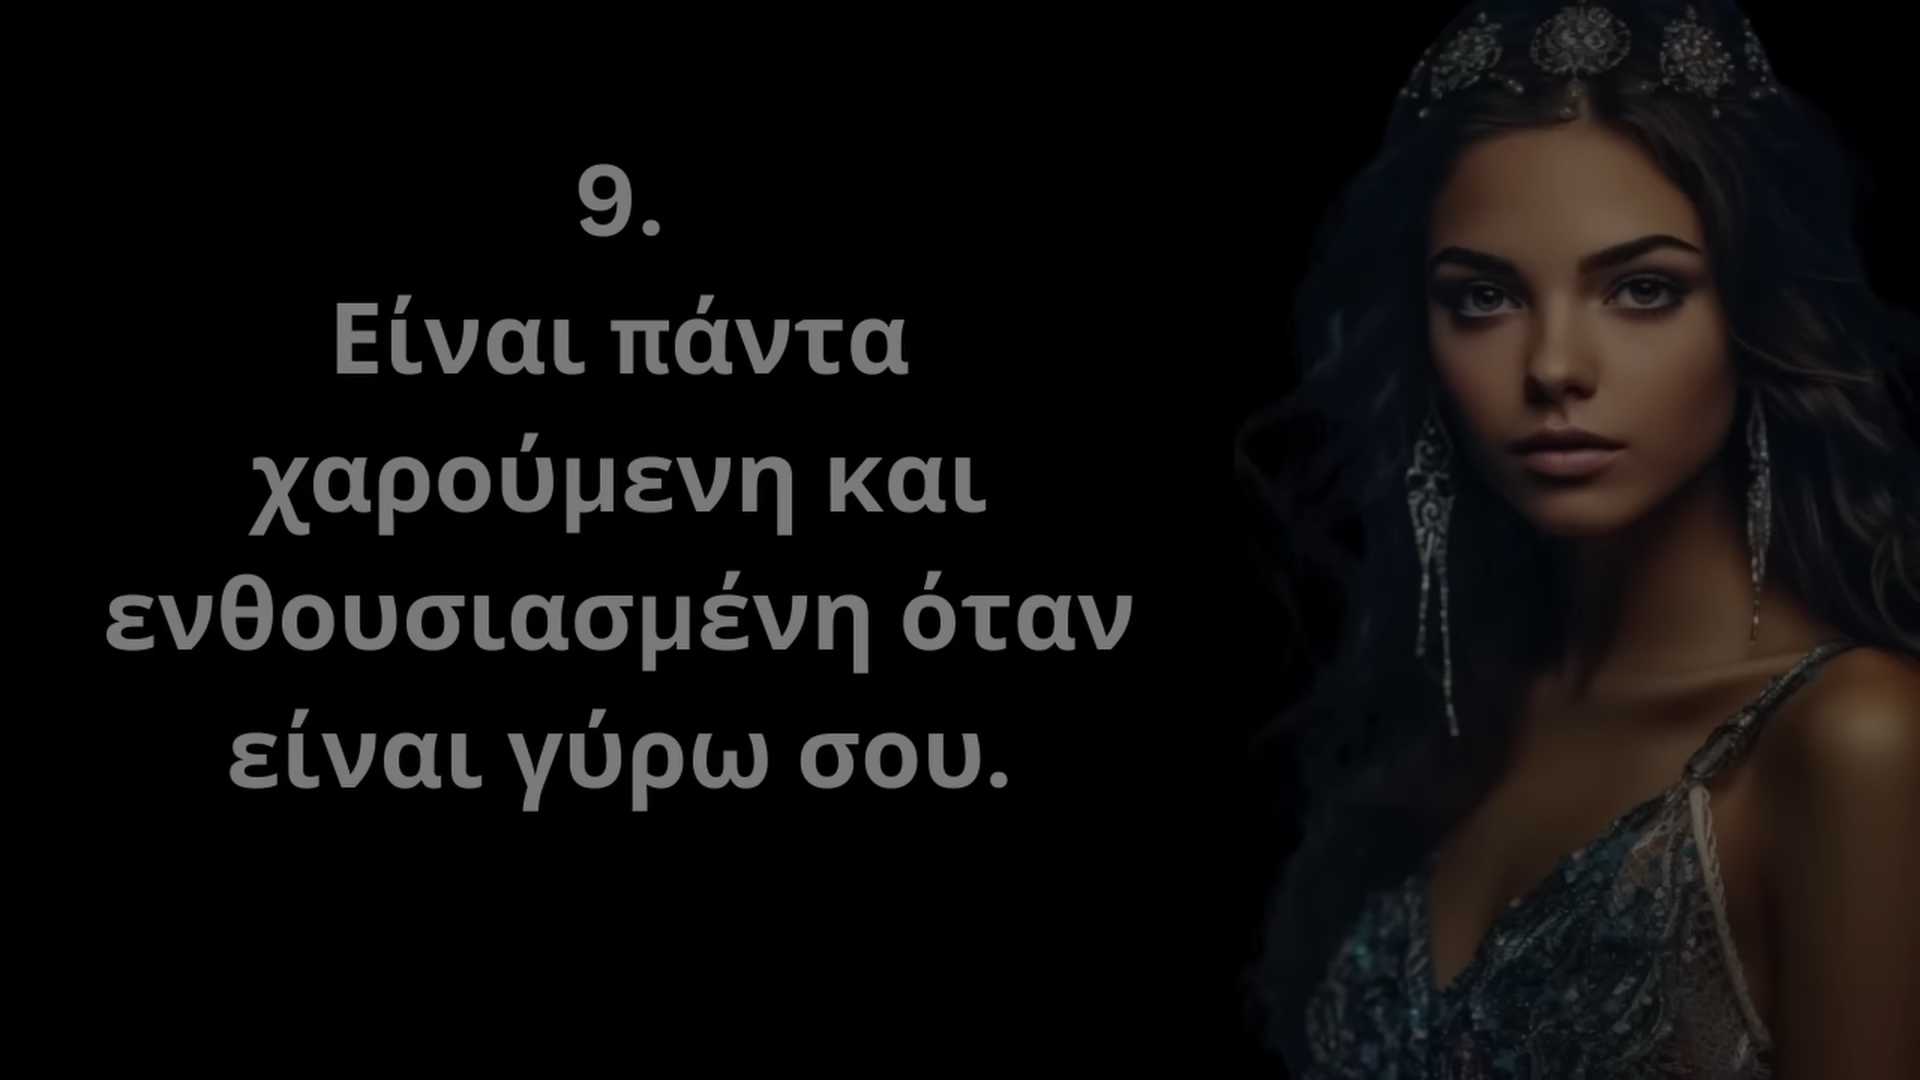 9.
Είναι πάντα
χαρούμενη και
ενθουσιασμένη όταν
είναι γύρω σου.